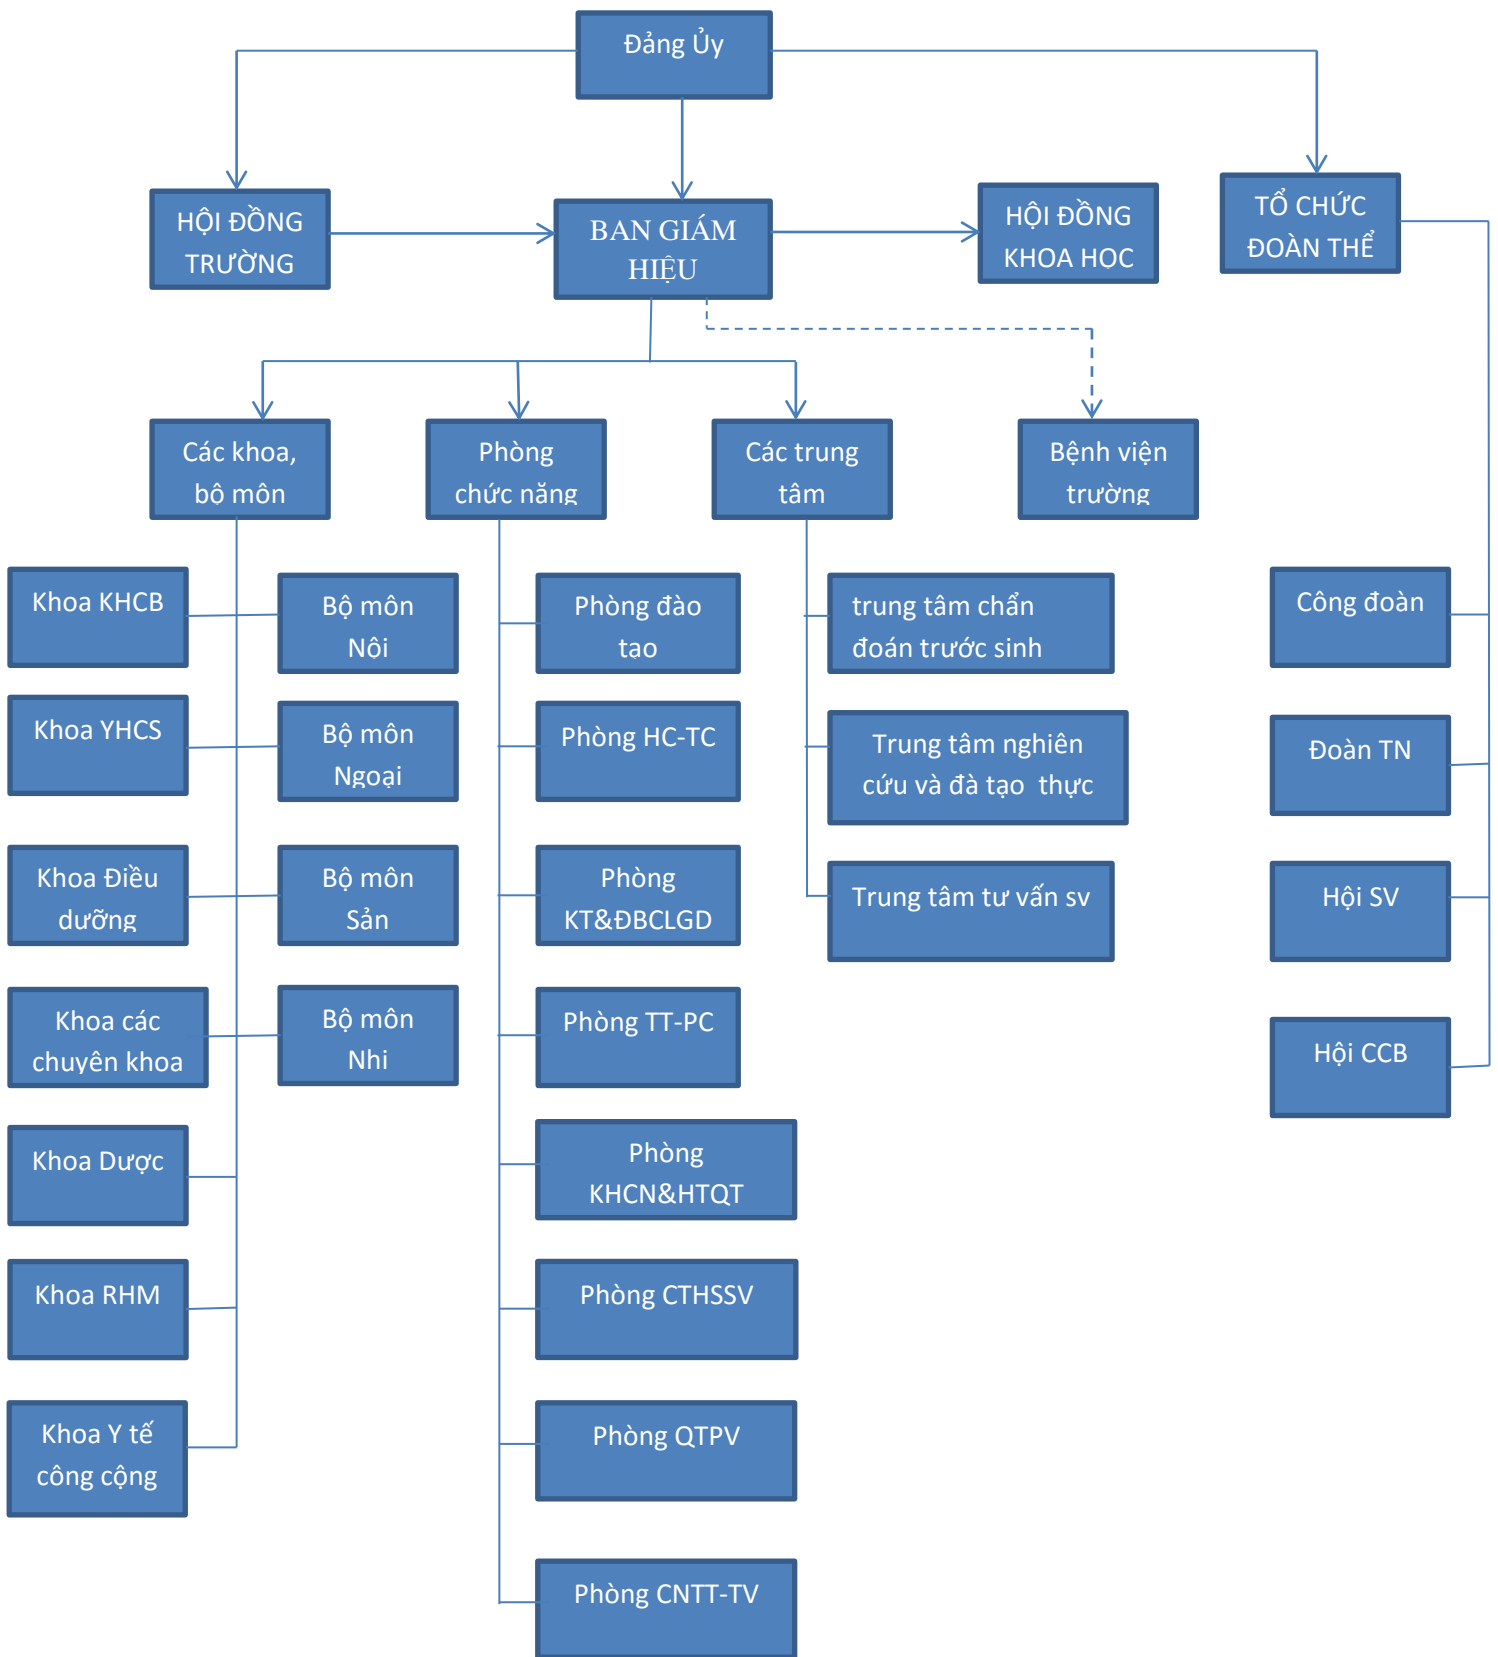 Đảng Ủy
HỘI ĐỒNG
TRƯỜNG
BAN GIÁM
HIỆU
HỘI ĐỒNG
KHOA HỌC
TỔ CHỨC
ĐOÀN THỂ
Các khoa,
bộ môn
Phòng
chức năng
Các trung
tâm
Bệnh viện
trường
Khoa KHCB
Bộ môn
Nội
Phòng đào
tạo
trung tâm chẩn
đoán trước sinh
Công đoàn
Khoa YHCS
Bộ môn
Ngoại
Phòng HC-TC
Trung tâm nghiên
cứu và đà tạo thực
Đoàn TN
Khoa Điều
dưỡng
Bộ môn
Sản
Phòng
KT&ĐBCLGD
Trung tâm tư vấn sv
Hội SV
Khoa các
chuyên khoa
Bộ môn
Nhi
Phòng TT-PC
Hội CCB
Khoa Dược
Phòng
KHCN&HTQT
Khoa RHM
Phòng CTHSSV
Khoa Y tế
công cộng
Phòng QTPV
Phòng CNTT-TV